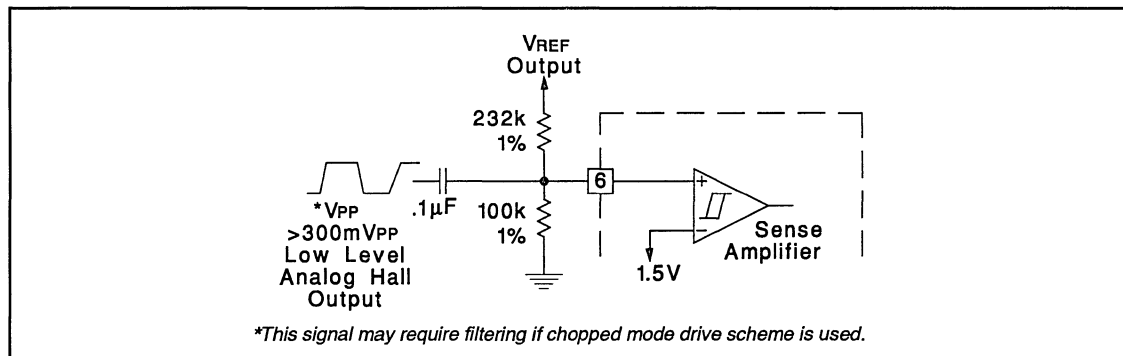 VREF
Output
232k
1%
6
+
*VPP
>300mVPP
Low Level
Analog Hall
Output
.1µF
100k
1%
−
1.5V
Sense
Amplifier
*This signal may require filtering if chopped mode drive scheme is used.